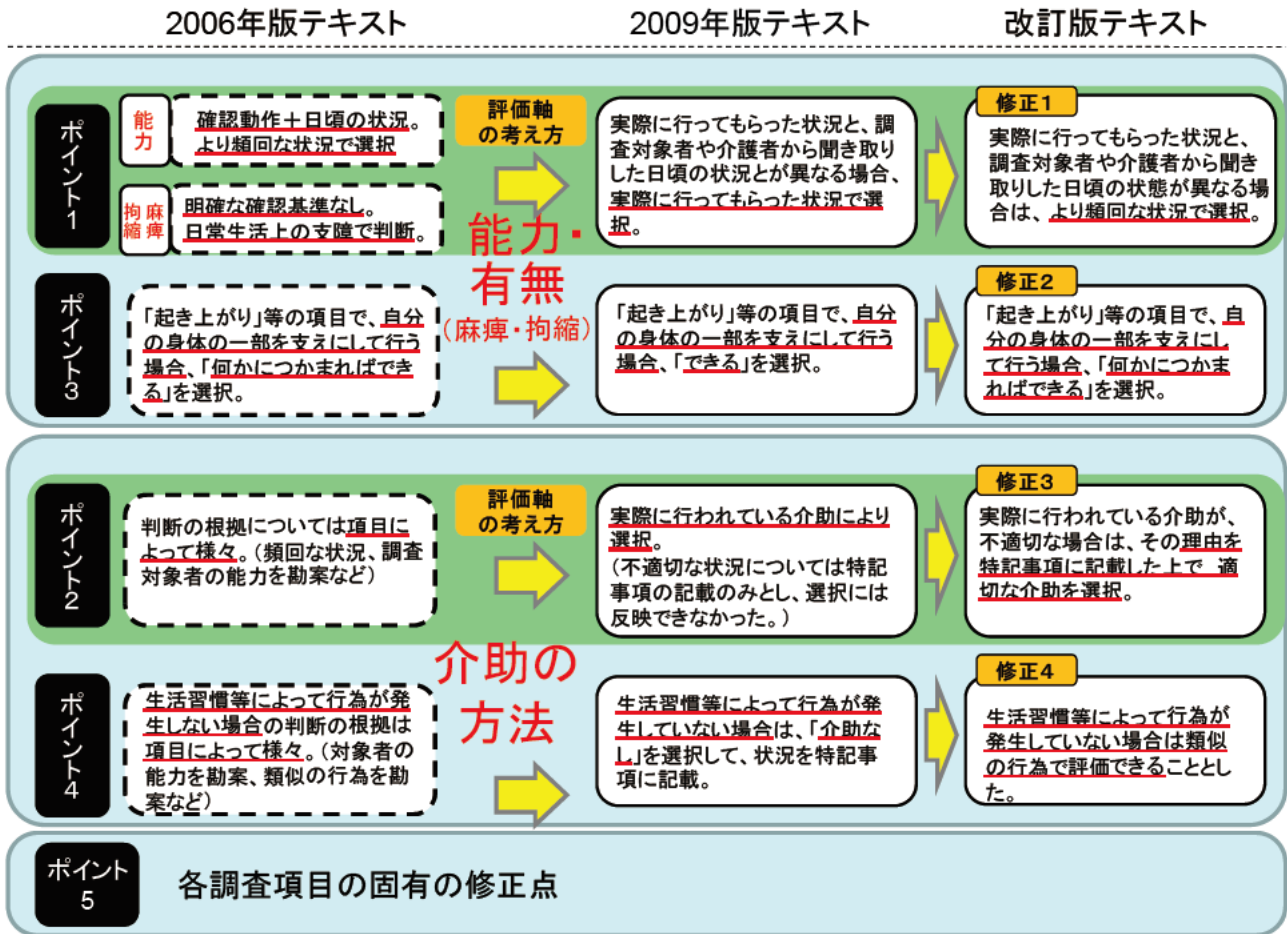 2006年版テキスト
2009年版テキスト
改訂版テキスト
ポイント1
能力
確認動作＋日頃の状況。
より頻回な状況で選択
麻痺拘縮
明確な確認基準なし。
日常生活上の支障で判断。
評価軸
の考え方
実際に行ってもらった状況と、調
査対象者や介護者から聞き取り
した日頃の状況とが異なる場合、
実際に行ってもらった状況で選
択。
修正1
実際に行ってもらった状況と、
調査対象者や介護者から聞き
取りした日頃の状態が異なる場
合は、より頻回な状況で選択。
能力・
有無
（麻痺・拘縮）
ポイント3
「起き上がり」等の項目で、自分
の身体の一部を支えにして行う
場合、「何かにつかまればでき
る」を選択。
「起き上がり」等の項目で、自分
の身体の一部を支えにして行う
場合、「できる」を選択。
修正2
「起き上がり」等の項目で、自
分の身体の一部を支えにし
て行う場合、「何かにつかま
ればできる」を選択。
ポイント2
判断の根拠については項目に
よって様々。（頻回な状況、調査
対象者の能力を勘案など）
評価軸
の考え方
実際に行われている介助により
選択。
（不適切な状況については特記
事項の記載のみとし、選択には
反映できなかった。）
修正3
実際に行われている介助が、
不適切な場合は、その理由を
特記事項に記載した上で 適
切な介助を選択。
介助の
方法
ポイント4
生活習慣等によって行為が発
生しない場合の判断の根拠は
項目によって様々。（対象者の
能力を勘案、類似の行為を勘
案など）
生活習慣等によって行為が発
生していない場合は、「介助な
し」を選択して、状況を特記事
項に記載。
修正4
生活習慣等によって行為が
発生していない場合は類似
の行為で評価できることとし
た。
ポイント
5
各調査項目の固有の修正点